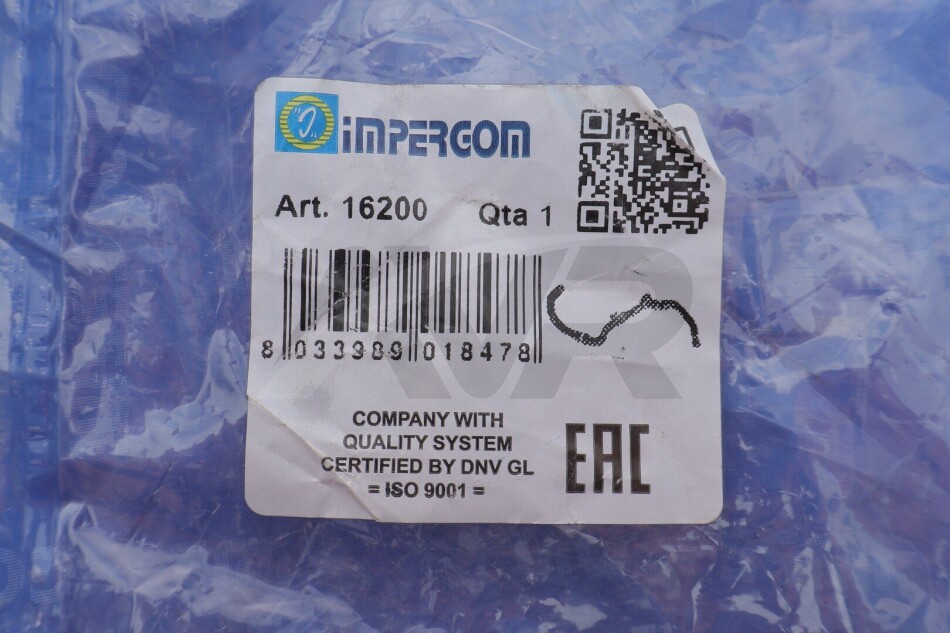 IMPERGOM
Art. 16200 Qta 1
8 033389 018478
AVR
COMPANY WITH
QUALITY SYSTEM
CERTIFIED BY DNV GL
= ISO 9001 =
EAC